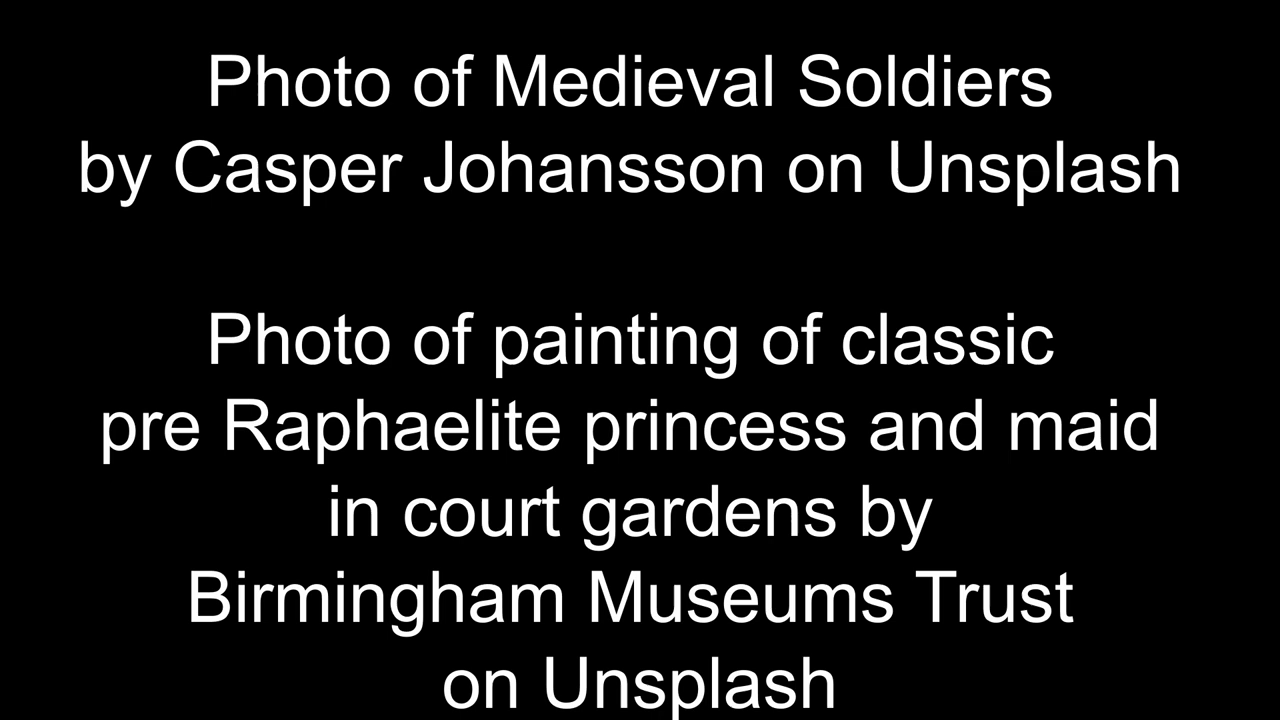 Photo of Medieval Soldiers
by Casper Johansson on Unsplash
Photo of painting of classic
pre Raphaelite princess and maid
in court gardens by
Birmingham Museums Trust
on Unsplash